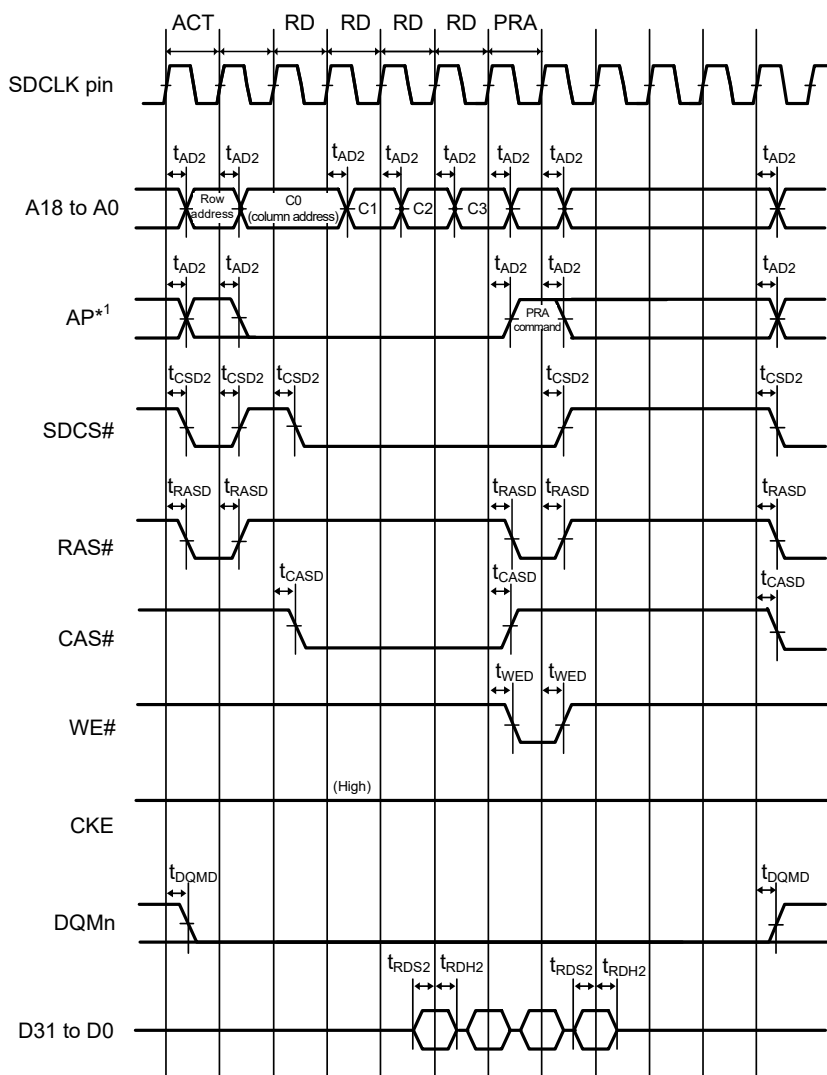 ACT RD RD RD RD PRA
SDCLK pin
tAD2 tAD2 tAD2 tAD2 tAD2 tAD2 tAD2 tAD2
A18 to A0
Row address
C0 (column address)
C1 C2 C3
tAD2 tAD2 tAD2 tAD2 tAD2
AP*1
PRA command
tCSD2 tCSD2 tCSD2 tCSD2 tCSD2
SDCS#
tRASD tRASD tRASD tRASD tRASD
RAS#
tCASD tCASD tCASD
CAS#
tWED tWED
WE#
(High)
CKE
tDQMD tDQMD
DQMn
tRDS2 tRDH2 tRDS2 tRDH2
D31 to D0